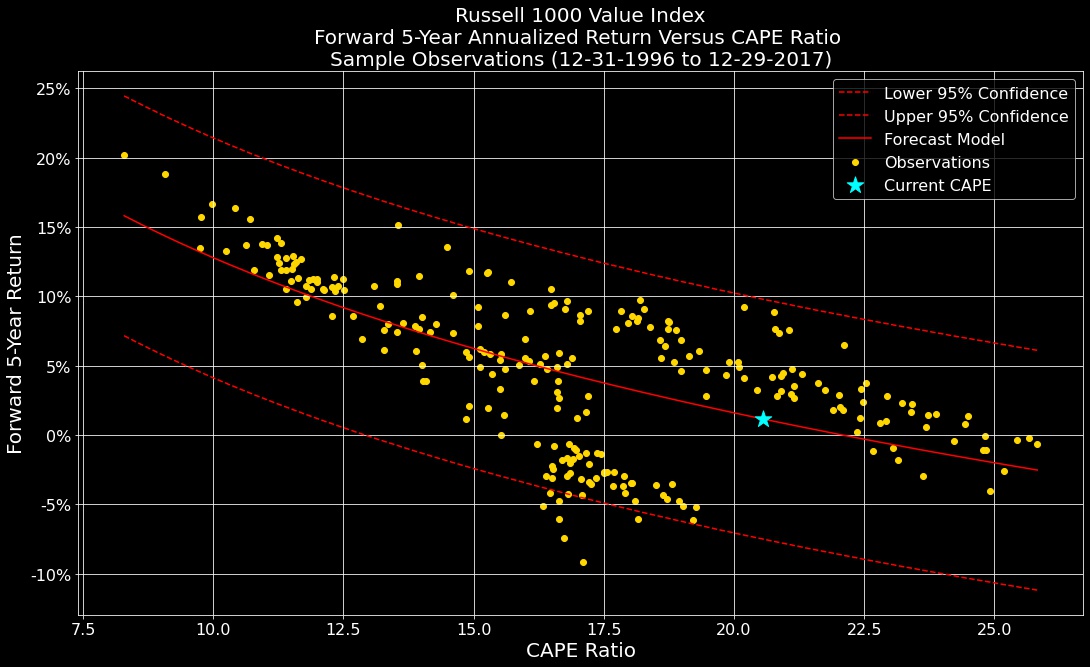 Russell 1000 Value Index
Forward 5-Year Annualized Return Versus CAPE Ratio
Sample Observations (12-31-1996 to 12-29-2017)
Lower 95% Confidence
Upper 95% Confidence
Forecast Model
Observations
Current CAPE
Forward 5-Year Return
25%
20%
15%
10%
5%
0%
-5%
-10%
7.5 10.0 12.5 15.0 17.5 20.0 22.5 25.0
CAPE Ratio